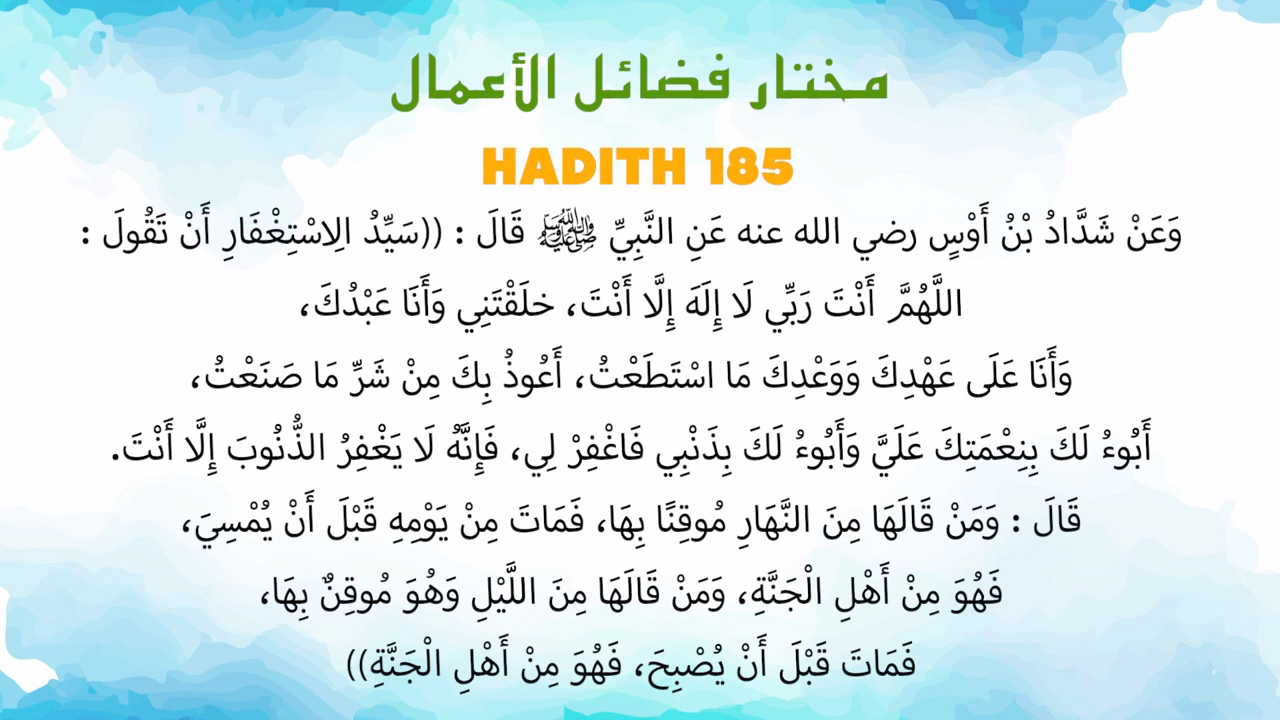 مختار فضائل الأعمال
HADITH 185
وَعَنْ شَدَّادُ بْنُ أَوْسٍ رضي الله عنه عَنِ النَّبِيِّ ﷺ قَالَ : ((سَيِّدُ الِاسْتِغْفَارِ أَنْ تَقُولَ :
اللَّهُمَّ أَنْتَ رَبِّي لَا إِلَهَ إِلَّا أَنْتَ، خلَقْتَنِي وَأَنَا عَبْدُكَ،
وَأَنَا عَلَى عَهْدِكَ وَوَعْدِكَ مَا اسْتَطَعْتُ، أَعُوذُ بِكَ مِنْ شَرِّ مَا صَنَعْتُ،
أَبُوءُ لَكَ بِنِعْمَتِكَ عَلَيَّ وَأَبُوءُ لَكَ بِذَنْبِي فَاغْفِرْ لِي، فَإِنَّهُ لَا يَغْفِرُ الذُّنُوبَ إِلَّا أَنْتَ.
قَالَ : وَمَنْ قَالَهَا مِنَ النَّهَارِ مُوقِنًا بِهَا، فَمَاتَ مِنْ يَوْمِهِ قَبْلَ أَنْ يُمْسِيَ،
فَهُوَ مِنْ أَهْلِ الْجَنَّةِ، وَمَنْ قَالَهَا مِنَ اللَّيْلِ وَهُوَ مُوقِنٌ بِهَا،
فَمَاتَ قَبْلَ أَنْ يُصْبِحَ، فَهُوَ مِنْ أَهْلِ الْجَنَّةِ))